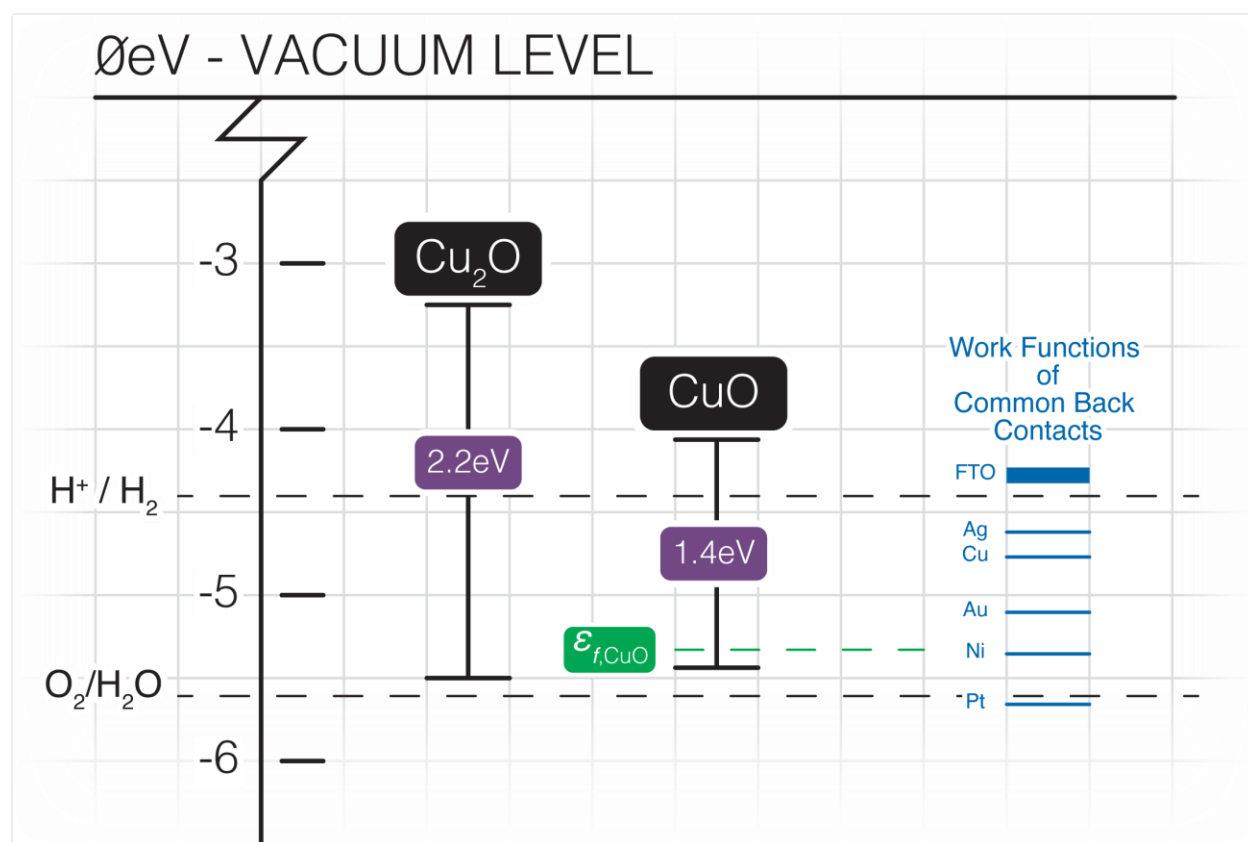 ØeV - VACUUM LEVEL
-3
Cu₂O
Work Functions
of
Common Back
Contacts
CuO
-4
2.2eV
FTO
H⁺ / H₂
Ag
1.4eV
Cu
-5
Au
ε f,CuO
Ni
O₂/H₂O
Pt
-6